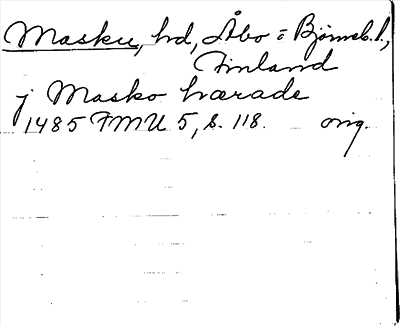 Masku, hd, Åbo = Björneb. l.,
Finland
j Masko hærade
1485 FMU 5, s. 118. orig.